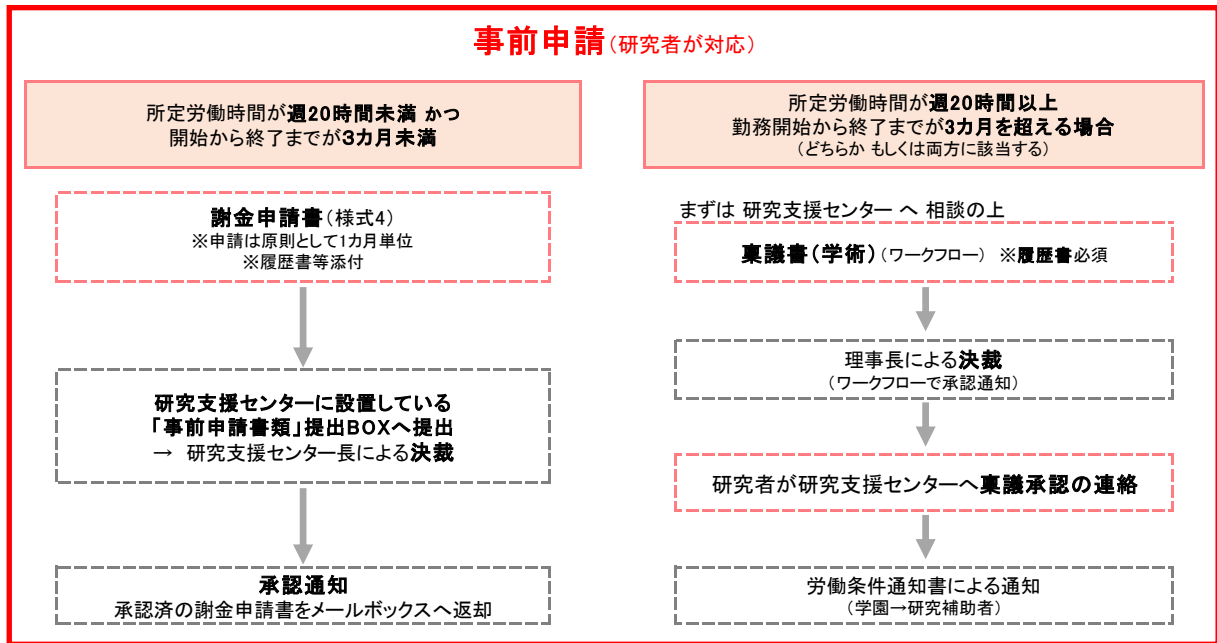 事前申請(研究者が対応)
所定労働時間が週20時間未満 かつ
開始から終了までが3カ月未満
謝金申請書(様式4)
※申請は原則として1カ月単位
※履歴書等添付
研究支援センターに設置している
「事前申請書類」提出BOXへ提出
→ 研究支援センター長による決裁
承認通知
承認済の謝金申請書をメールボックスへ返却
所定労働時間が週20時間以上
勤務開始から終了までが3カ月を超える場合
(どちらか もしくは両方に該当する)
まずは 研究支援センター へ 相談の上
稟議書(学術)(ワークフロー) ※履歴書必須
理事長による決裁
(ワークフローで承認通知)
研究者が研究支援センターへ稟議承認の連絡
労働条件通知書による通知
(学園→研究補助者)